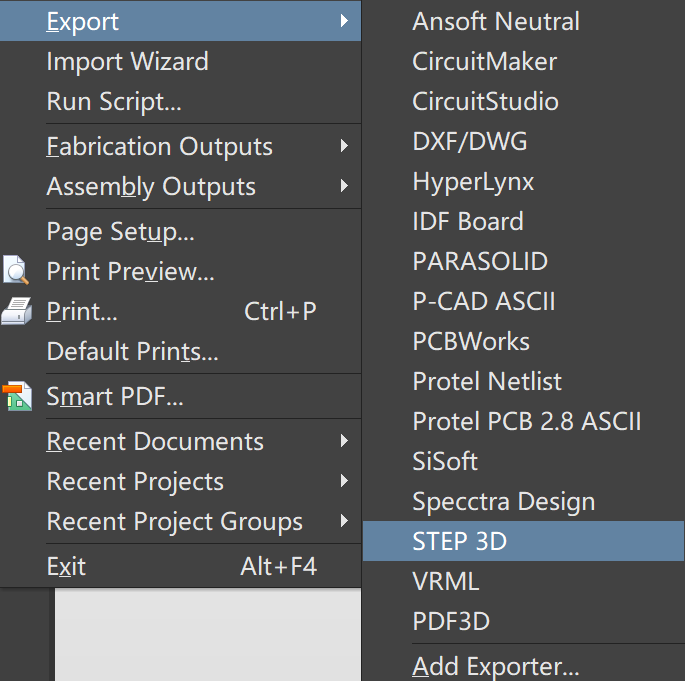 Export
Import Wizard
Run Script...
Fabrication Outputs
Assembly Outputs
Page Setup...
Print Preview...
Print... Ctrl+P
Default Prints...
Smart PDF...
Recent Documents
Recent Projects
Recent Project Groups
Exit Alt+F4
Ansoft Neutral
CircuitMaker
CircuitStudio
DXF/DWG
HyperLynx
IDF Board
PARASOLID
P-CAD ASCII
PCBWorks
Protel Netlist
Protel PCB 2.8 ASCII
SiSoft
Specctra Design
STEP 3D
VRML
PDF3D
Add Exporter...